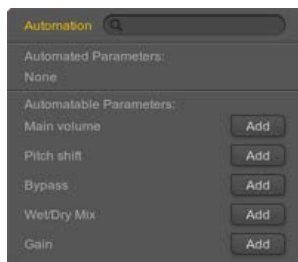 Automation
Automated Parameters:
None
Automatable Parameters:
Main volume Add
Pitch shift Add
Bypass Add
Wet/Dry Mix Add
Gain Add